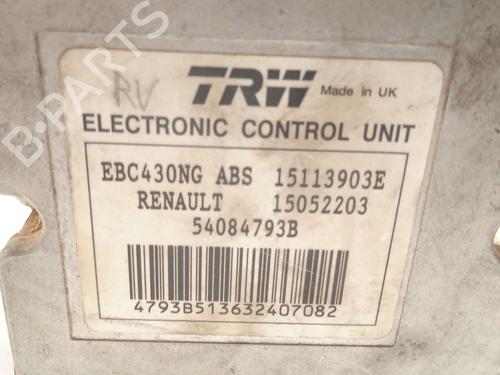 B-PARTS
RV TRW Made in UK
ELECTRONIC CONTROL UNIT
EBC430NG ABS 15113903E
RENAULT 15052203
54084793B
4793B513632407082